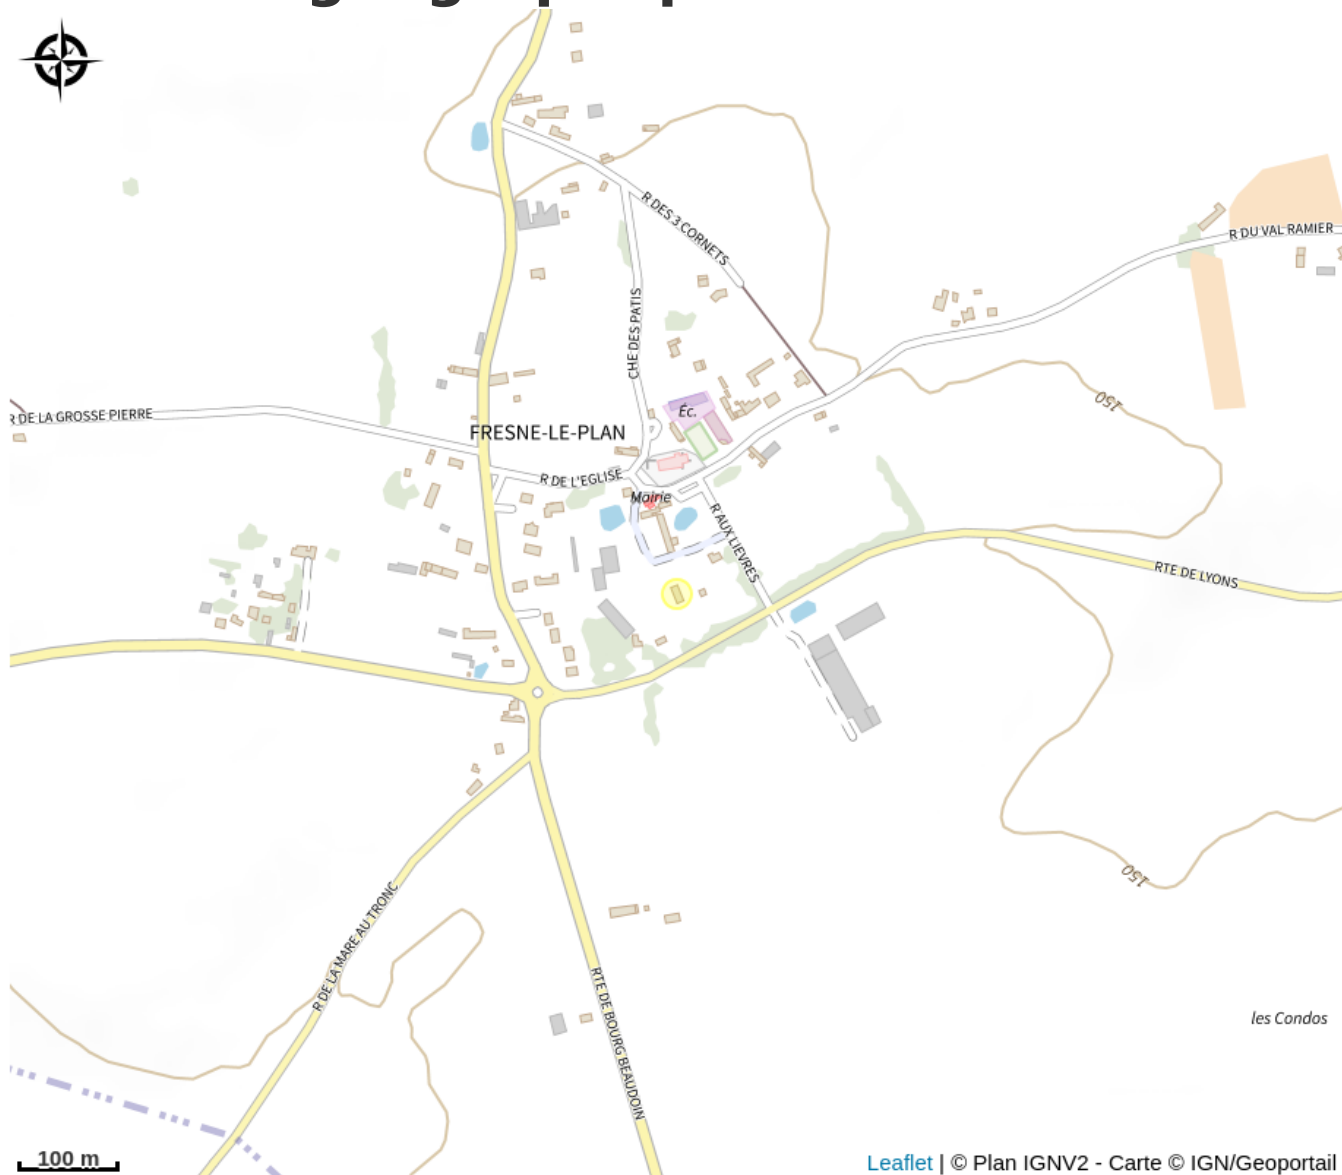 R DES 3 CORNETS
R DU VAL RAMIER
CHE DES PATIS
150
R DE LA GROSSE PIERRE
Éc.
FRESNE-LE-PLAN
R DE L'EGLISE
Mairie
R AUX LIEVRES
RTE DE LYONS
150
R DE LA MARE AU TRONC
RTE DE BOURG BEAUDOIN
les Condos
100 m
Leaflet | © Plan IGNV2 - Carte © IGN/Geoportail